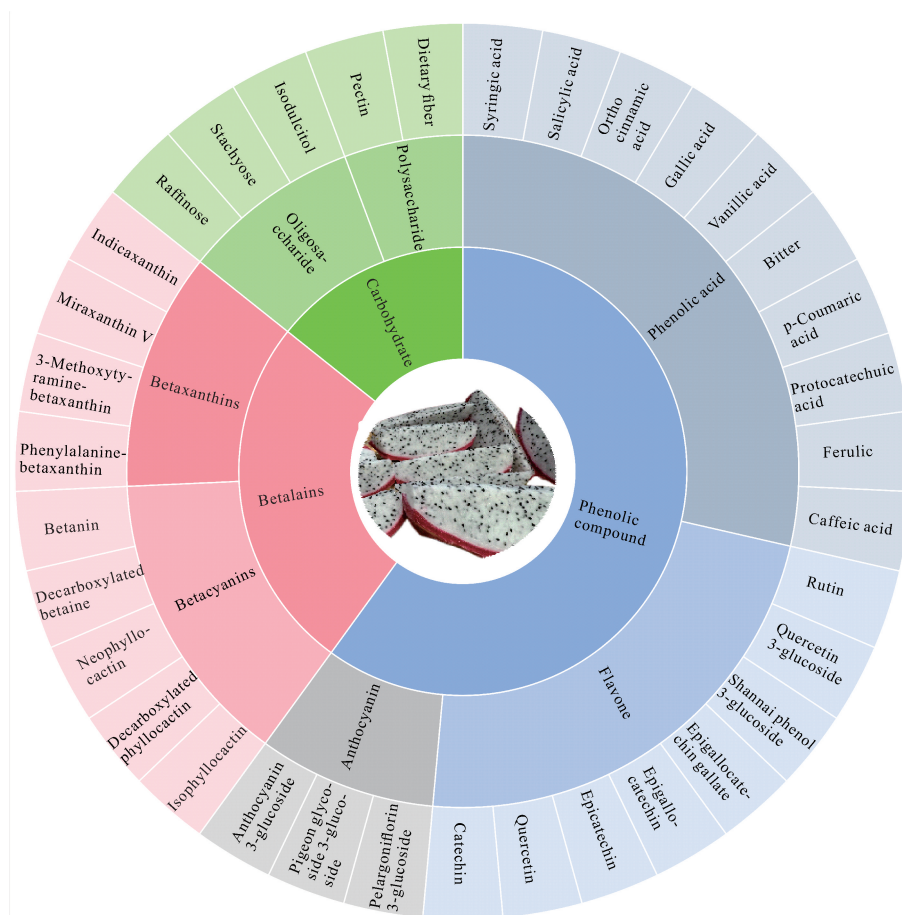 Carbohydrate
Polysaccharide
Dietary fiber
Pectin
Oligosa-
ccharide
Isodulcitol
Stachyose
Raffinose
Betalains
Betaxanthins
Indicaxanthin
Miraxanthin V
3-Methoxyty-
ramine-
betaxanthin
Phenylalanine-
betaxanthin
Betacyanins
Betanin
Decarboxylated
betaine
Neophyllo-
cactin
Decarboxylated
phyllocactin
Isophyllocactin
Phenolic
compound
Phenolic acid
Syringic acid
Salicylic acid
Ortho
cinnamic
acid
Gallic acid
Vanillic acid
Bitter
p-Coumaric
acid
Protocatechuic
acid
Ferulic
Caffeic acid
Flavone
Rutin
Quercetin
3-glucoside
Shannai phenol
3-glucoside
Epigallocate-
chin gallate
Epigallo-
catechin
Epicatechin
Quercetin
Catechin
Anthocyanin
Pelargoniflorin
3-glucoside
Pigeon glyco-
side 3-gluco-
side
Anthocyanin
3-glucoside